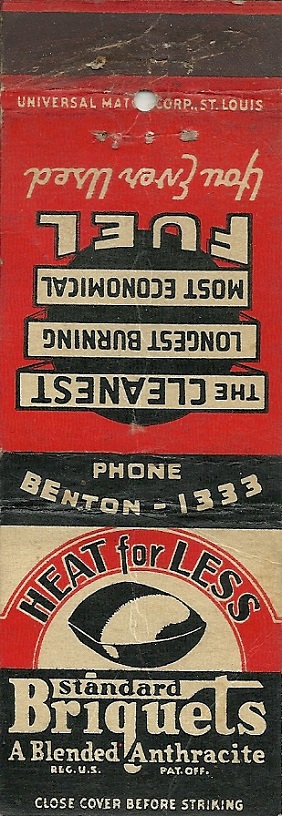 UNIVERSAL MAT CORP., ST. LOUIS
THE CLEANEST
LONGEST BURNING
MOST ECONOMICAL
FUEL
You Ever Used
PHONE
BENTON - 1333
HEAT for LESS
Standard
Briquets
A Blended Anthracite
REG. U.S. PAT. OFF.
CLOSE COVER BEFORE STRIKING